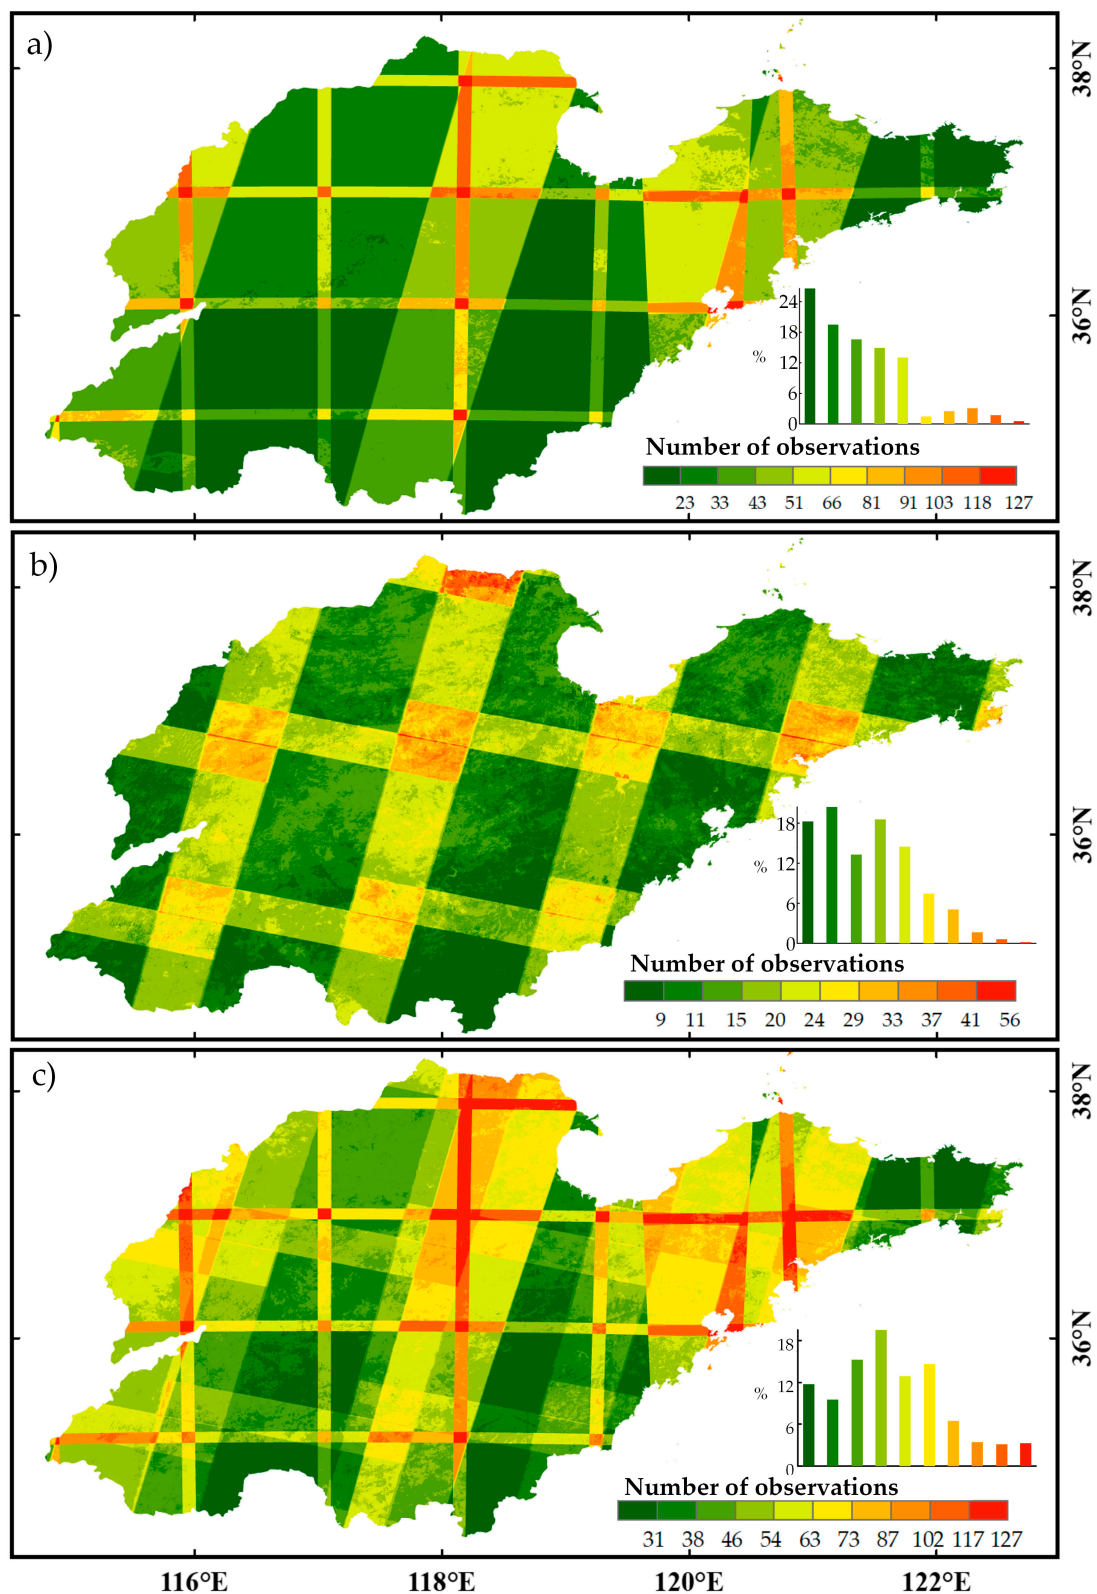 a)
38°N
36°N
24
18
12
6
0
%
Number of observations
23 33 43 51 66 81 91 103 118 127
b)
38°N
36°N
18
12
6
0
%
Number of observations
9 11 15 20 24 29 33 37 41 56
c)
38°N
36°N
18
12
6
0
%
Number of observations
31 38 46 54 63 73 87 102 117 127
116°E 118°E 120°E 122°E